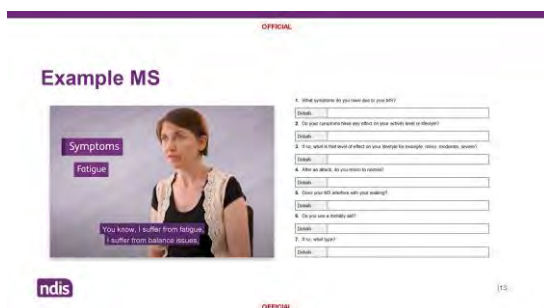 OFFICIAL
Example MS
Symptoms
Fatigue
You know, I suffer from fatigue,
I suffer from balance issues,
1. What symptoms do you have due to your MS?
Details
2. Do your symptoms have any effect on your activity level or lifestyle?
Details
3. If so, what is that level of effect on your lifestyle for example, minor, moderate, severe?
Details
4. After an attack, do you return to normal?
Details
5. Does your MS interfere with your walking?
Details
6. Do you use a mobility aid?
Details
7. If so, what type?
Details
ndis
15
OFFICIAL